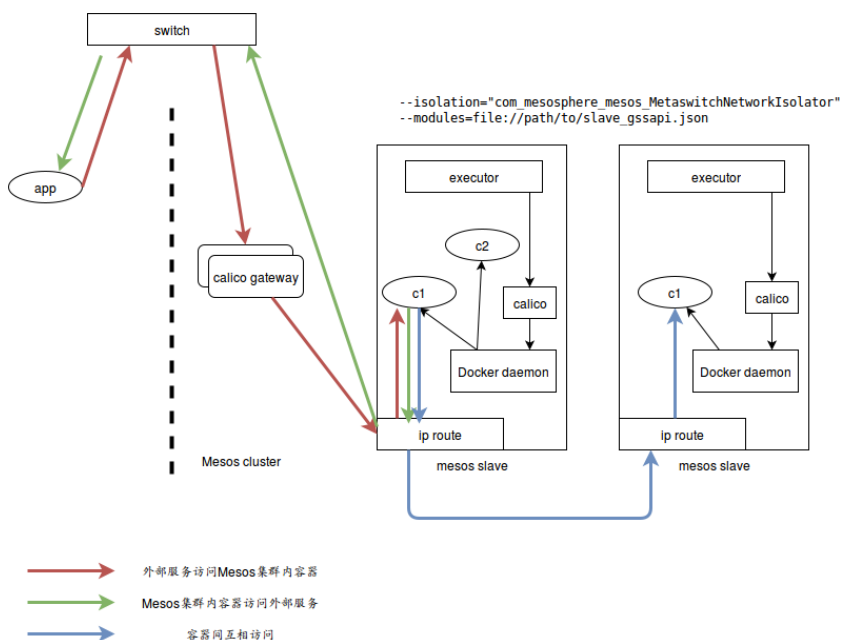 switch
--isolation="com_mesosphere_mesos_MetaswitchNetworkIsolator"
--modules=file://path/to/slave_gssapi.json
app
executor
executor
c2
calico gateway
c1
calico
c1
calico
Docker daemon
Docker daemon
ip route
ip route
Mesos cluster
mesos slave
mesos slave
外部服务访问Mesos集群内容器
Mesos集群内容器访问外部服务
容器间互相访问